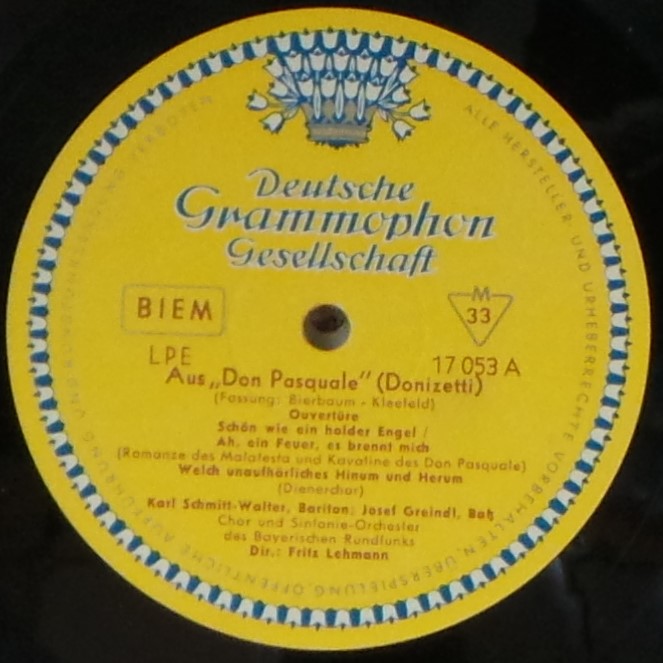 Deutsche
Grammophon
Gesellschaft
BIEM
M
33
LPE
17 053 A
Aus „Don Pasquale" (Donizetti)
(Fassung: Bierbaum - Kleefeld)
Ouvertüre
Schön wie ein holder Engel /
Ah, ein Feuer, es brennt mich
(Romanze des Malatesta und Kavatine des Don Pasquale)
Welch unaufhörliches Hinum und Herum
(Dienerchor)
Karl Schmitt-Walter, Bariton; Josef Greindl, Baß
Chor und Sinfonie-Orchester
des Bayerischen Rundfunks
Dir.: Fritz Lehmann
ALLE HERSTELLER- UND URHEBERRECHTE VORBEHALTEN. ÜBERSPIELUNG, ÖFFENTLICHE AUFFÜHRUNG UND RUNDFUNKSENDUNG VERBOTEN